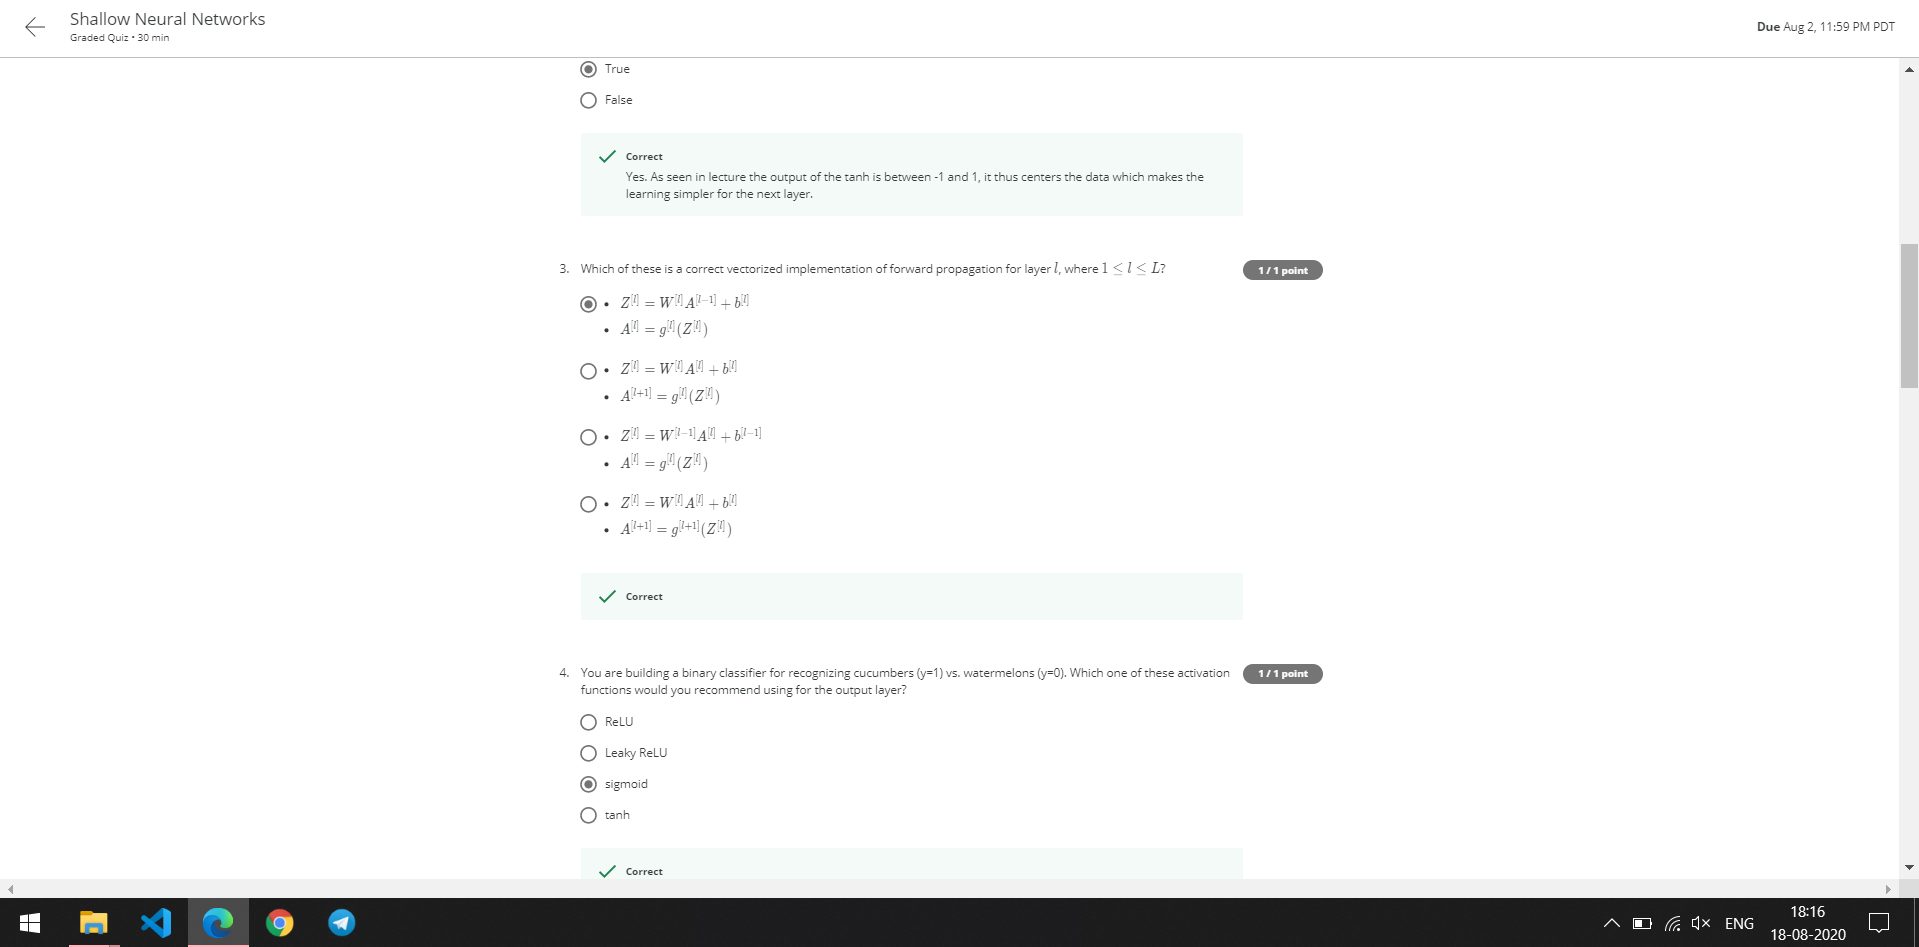 Shallow Neural Networks
Graded Quiz • 30 min
Due Aug 2, 11:59 PM PDT
True
False
Correct
Yes. As seen in lecture the output of the tanh is between -1 and 1, it thus centers the data which makes the
learning simpler for the next layer.
3. Which of these is a correct vectorized implementation of forward propagation for layer l, where 1 ≤ l ≤ L?
1 / 1 point
• Z^[l] = W^[l] A^[l−1] + b^[l]
• A^[l] = g^[l](Z^[l])
• Z^[l] = W^[l] A^[l] + b^[l]
• A^[l+1] = g^[l](Z^[l])
• Z^[l] = W^[l−1] A^[l] + b^[l−1]
• A^[l] = g^[l](Z^[l])
• Z^[l] = W^[l] A^[l] + b^[l]
• A^[l+1] = g^[l+1](Z^[l])
Correct
4. You are building a binary classifier for recognizing cucumbers (y=1) vs. watermelons (y=0). Which one of these activation
functions would you recommend using for the output layer?
1 / 1 point
ReLU
Leaky ReLU
sigmoid
tanh
Correct
ENG
18:16
18-08-2020